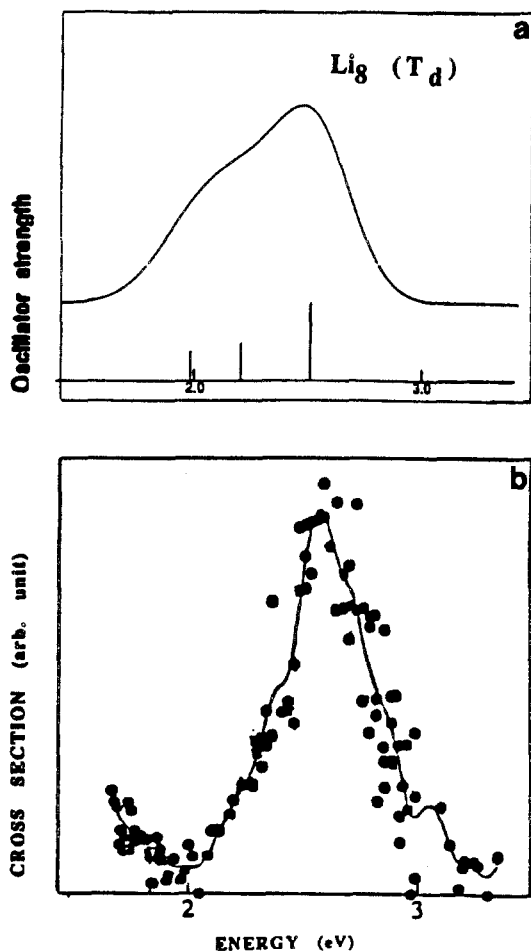 a
Li8 (Td)
Oscillator strength
2.0
3.0
b
CROSS SECTION (arb. unit)
2
3
ENERGY (eV)